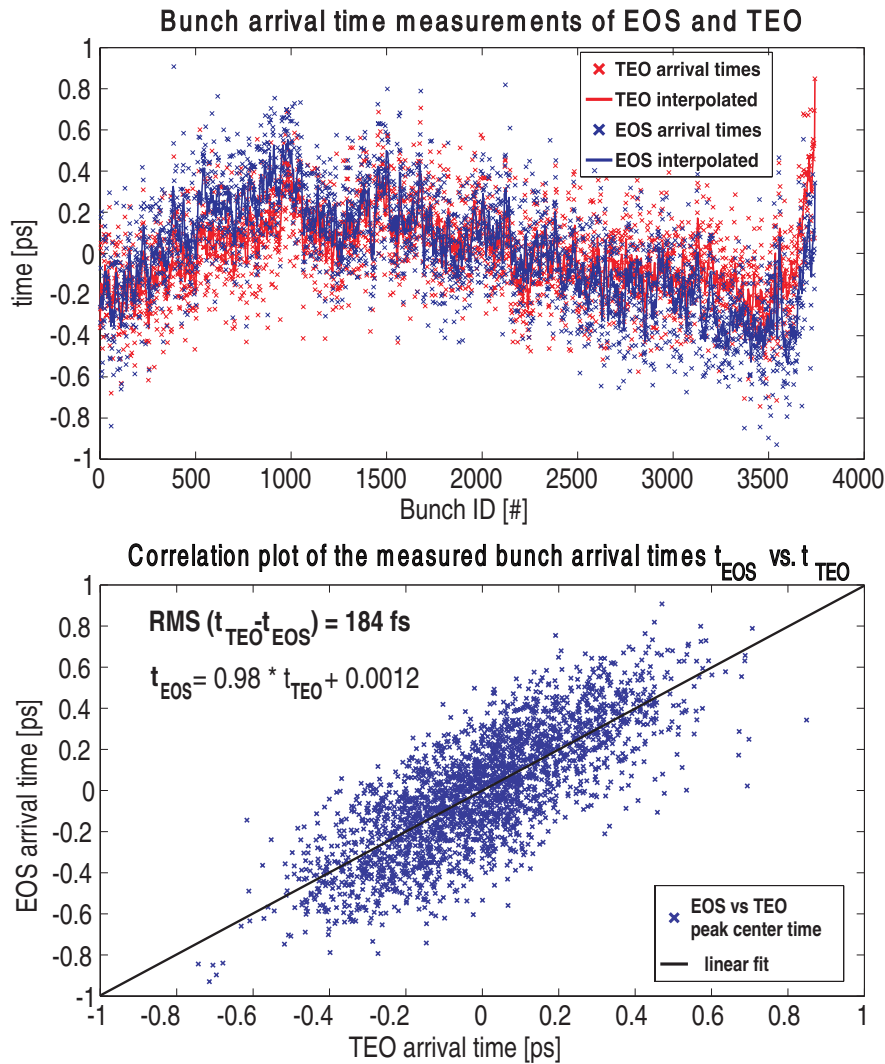 Bunch arrival time measurements of EOS and TEO
1
0.8
0.6
0.4
0.2
0
-0.2
-0.4
-0.6
-0.8
-1
time [ps]
× TEO arrival times
TEO interpolated
× EOS arrival times
EOS interpolated
0 500 1000 1500 2000 2500 3000 3500 4000
Bunch ID [#]
Correlation plot of the measured bunch arrival times t_EOS vs. t_TEO
1
0.8
0.6
0.4
0.2
0
-0.2
-0.4
-0.6
-0.8
-1
EOS arrival time [ps]
RMS (t_TEO-t_EOS) = 184 fs
t_EOS = 0.98 * t_TEO + 0.0012
× EOS vs TEO
peak center time
linear fit
-1 -0.8 -0.6 -0.4 -0.2 0 0.2 0.4 0.6 0.8 1
TEO arrival time [ps]